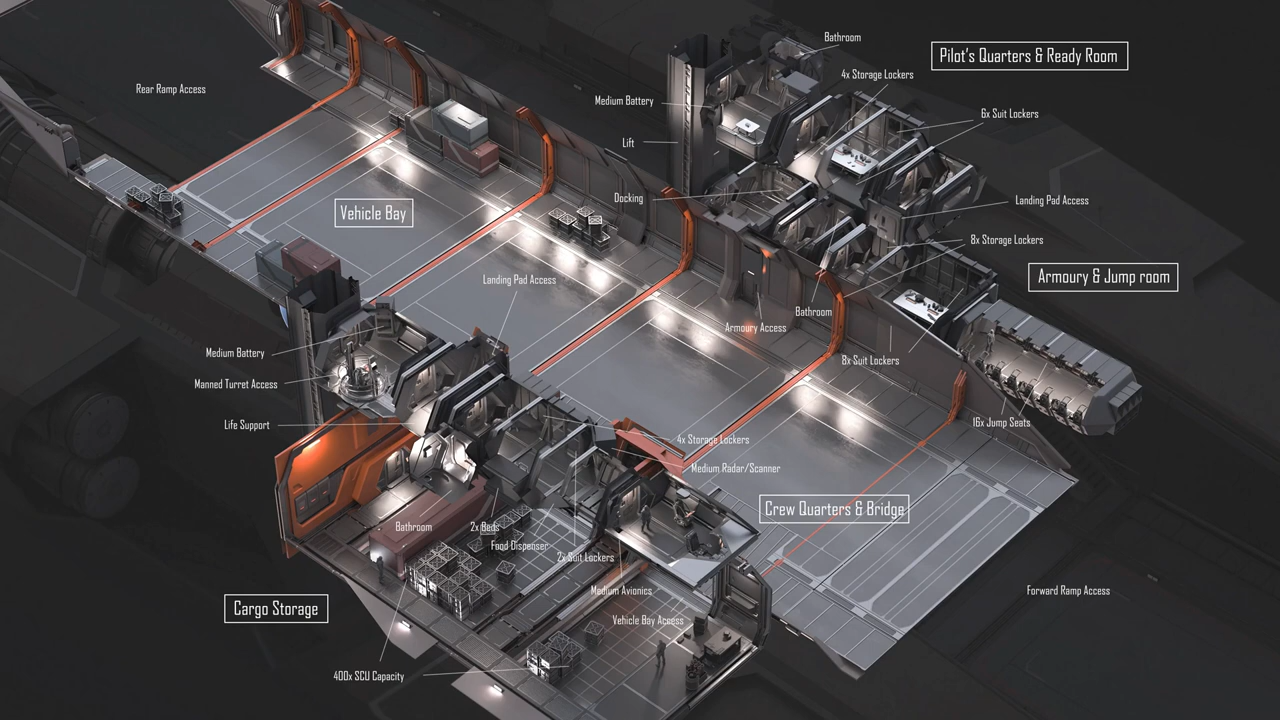 Bathroom
Pilot's Quarters & Ready Room
4x Storage Lockers
Rear Ramp Access
Medium Battery
6x Suit Lockers
Lift
Docking
Landing Pad Access
Vehicle Bay
8x Storage Lockers
Armoury & Jump room
Landing Pad Access
Bathroom
Armoury Access
Medium Battery
8x Suit Lockers
Manned Turret Access
16x Jump Seats
Life Support
4x Storage Lockers
Medium Radar/Scanner
Crew Quarters & Bridge
Bathroom
2x Beds
Food Dispenser
2x Suit Lockers
Medium Avionics
Forward Ramp Access
Cargo Storage
Vehicle Bay Access
400x SCU Capacity